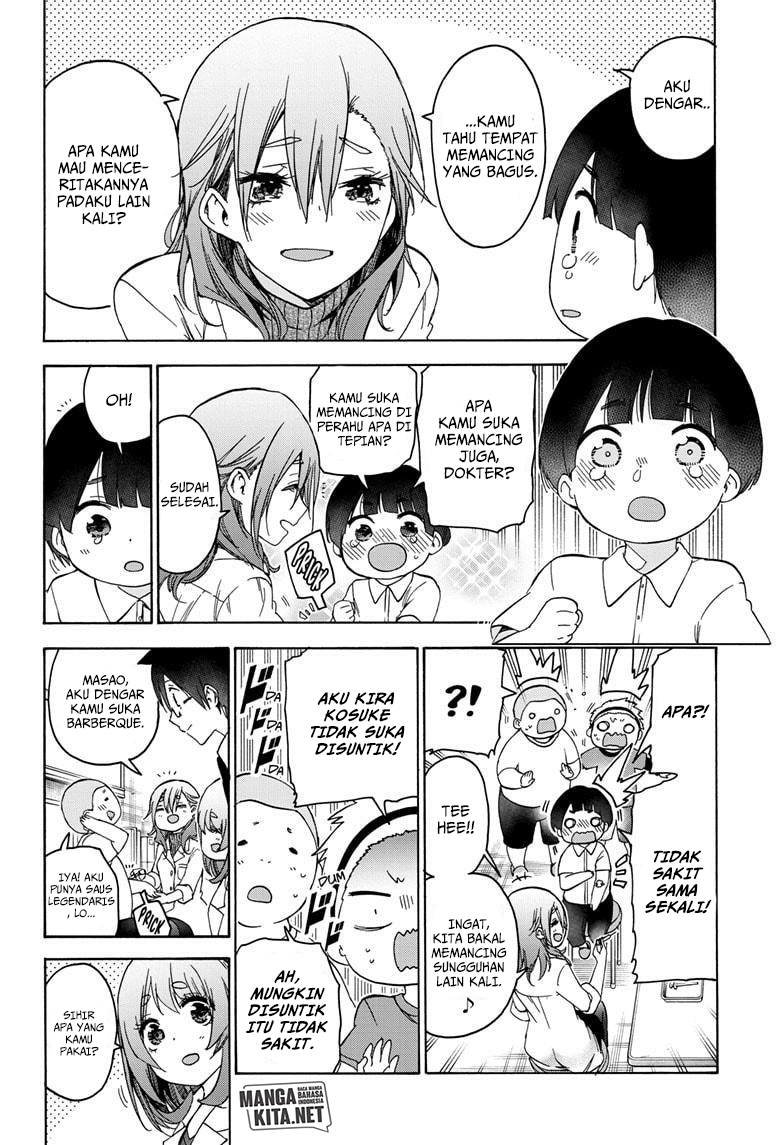 AKU
DENGAR..
...KAMU
TAHU TEMPAT
MEMANCING
YANG BAGUS.
APA KAMU
MAU MENCE-
RITAKANNYA
PADAKU LAIN
KALI?
APA
KAMU SUKA
MEMANCING
JUGA,
DOKTER?
KAMU SUKA
MEMANCING DI
PERAHU APA DI
TEPIAN?
PRICK
SUDAH
SELESAI.
OH!
APA?!
?!
TIDAK
SAKIT
SAMA
SEKALI!
TEE
HEE!!
INGAT,
KITA BAKAL
MEMANCING
SUNGGUHAN
LAIN KALI.
♪
AKU KIRA
KOSUKE
TIDAK SUKA
DISUNTIK!
ド DA
ド DA
ド DA
DUM
AH,
MUNGKIN
DISUNTIK
ITU TIDAK
SAKIT.
MASAO,
AKU DENGAR
KAMU SUKA
BARBERQUE.
IYA! AKU
PUNYA SAUS
LEGENDARIS
, LO...
PRICK
SIHIR
APA YANG
KAMU
PAKAI?
MANGA BACA MANGA BAHASA INDONESIA
KITA.NET